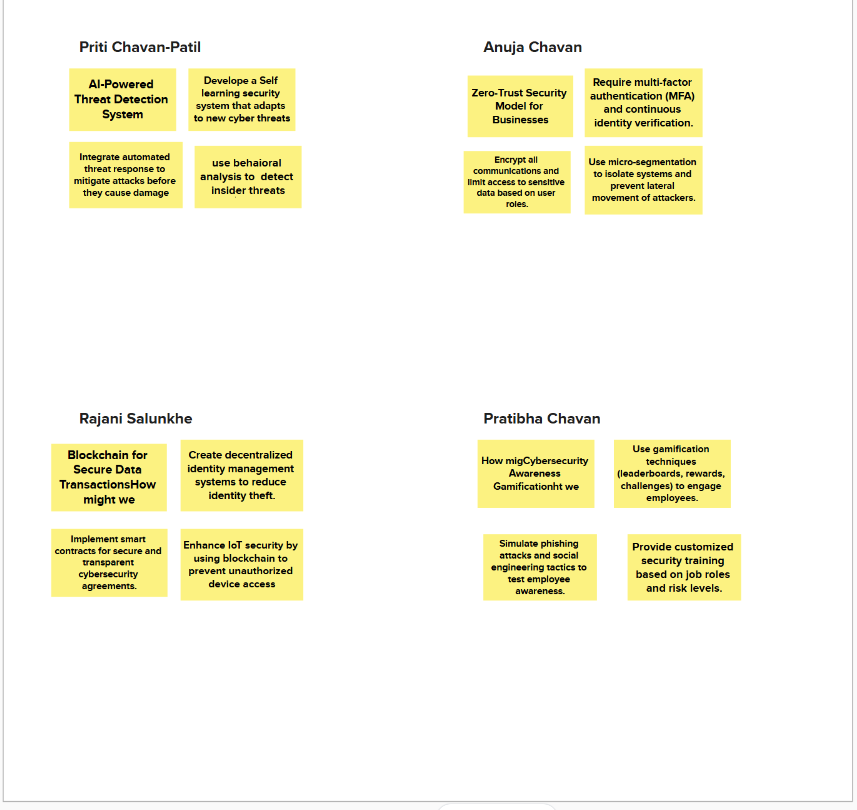 Priti Chavan-Patil
AI-Powered
Threat Detection
System
Develope a Self
learning security
system that adapts
to new cyber threats
Integrate automated
threat response to
mitigate attacks before
they cause damage
use behaioral
analysis to detect
insider threats
Anuja Chavan
Zero-Trust Security
Model for
Businesses
Require multi-factor
authentication (MFA)
and continuous
identity verification.
Encrypt all
communications and
limit access to sensitive
data based on user
roles.
Use micro-segmentation
to isolate systems and
prevent lateral
movement of attackers.
Rajani Salunkhe
Blockchain for
Secure Data
TransactionsHow
might we
Create decentralized
identity management
systems to reduce
identity theft.
Implement smart
contracts for secure and
transparent
cybersecurity
agreements.
Enhance IoT security by
using blockchain to
prevent unauthorized
device access
Pratibha Chavan
How migCybersecurity
Awareness
Gamificationht we
Use gamification
techniques
(leaderboards, rewards,
challenges) to engage
employees.
Simulate phishing
attacks and social
engineering tactics to
test employee
awareness.
Provide customized
security training
based on job roles
and risk levels.